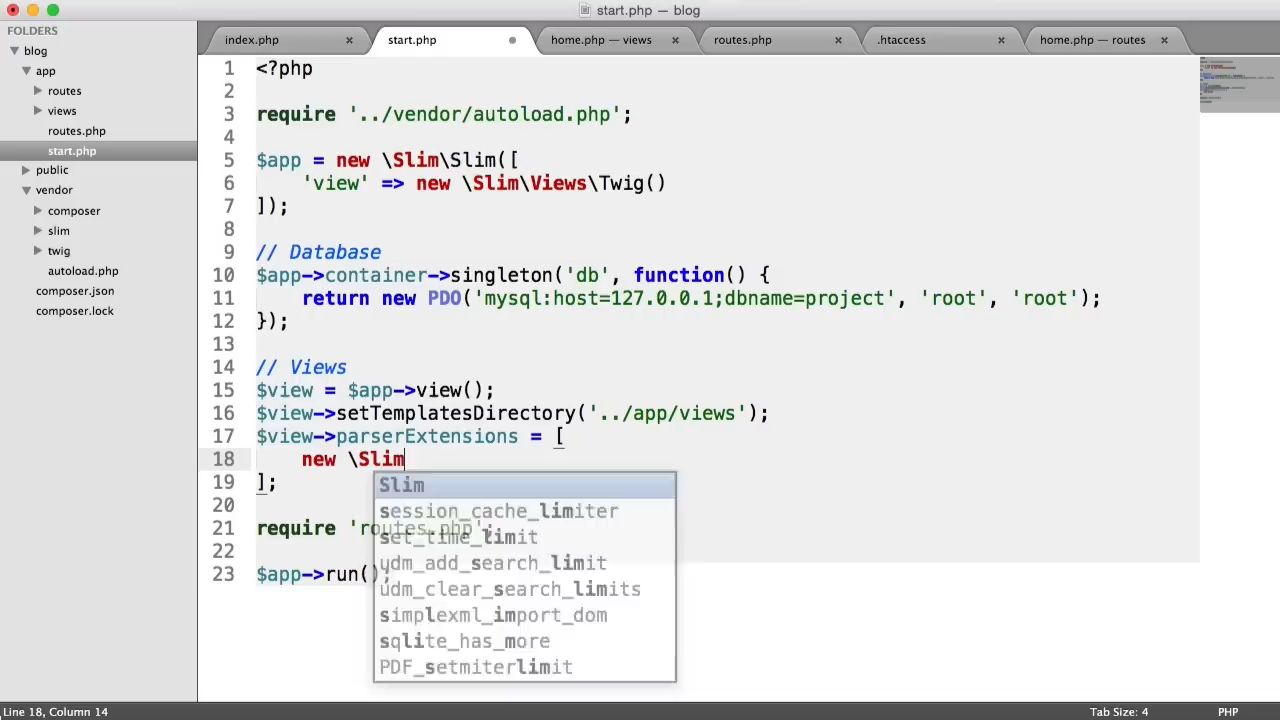 start.php — blog
FOLDERS
blog
app
routes
views
routes.php
start.php
public
vendor
composer
slim
twig
autoload.php
composer.json
composer.lock
index.php
start.php
home.php — views
routes.php
.htaccess
home.php — routes
1 <?php
2
3 require '../vendor/autoload.php';
4
5 $app = new \Slim\Slim([
6 'view' => new \Slim\Views\Twig()
7 ]);
8
9 // Database
10 $app->container->singleton('db', function() {
11 return new PDO('mysql:host=127.0.0.1;dbname=project', 'root', 'root');
12 });
13
14 // Views
15 $view = $app->view();
16 $view->setTemplatesDirectory('../app/views');
17 $view->parserExtensions = [
18 new \Slim
19 ];
20
21 require 'routes.php';
22
23 $app->run();
Slim
session_cache_limiter
set_time_limit
udm_add_search_limit
udm_clear_search_limits
simplexml_import_dom
sqlite_has_more
PDF_setmiterlimit
Line 18, Column 14
Tab Size: 4
PHP